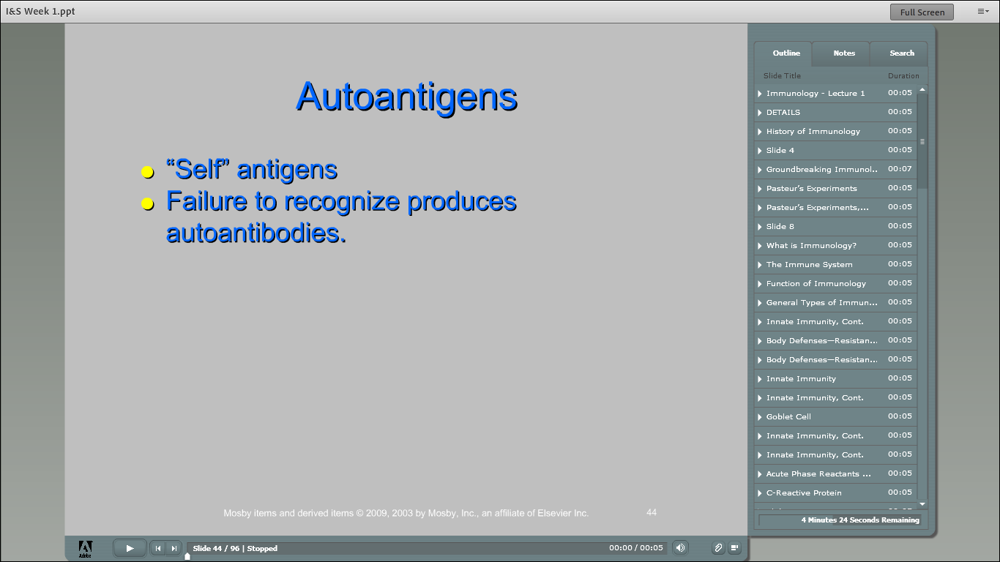 I&S Week 1.ppt
Full Screen
Autoantigens
“Self” antigens
Failure to recognize produces
autoantibodies.
Mosby items and derived items © 2009, 2003 by Mosby, Inc., an affiliate of Elsevier Inc.
44
Outline Notes Search
Slide Title Duration
Immunology - Lecture 1 00:05
DETAILS 00:05
History of Immunology 00:05
Slide 4 00:05
Groundbreaking Immunol.. 00:07
Pasteur’s Experiments 00:05
Pasteur’s Experiments,... 00:05
Slide 8 00:05
What is Immunology? 00:05
The Immune System 00:05
Function of Immunology 00:05
General Types of Immun... 00:05
Innate Immunity, Cont. 00:05
Body Defenses—Resistan... 00:05
Body Defenses—Resistan... 00:05
Innate Immunity 00:05
Innate Immunity, Cont. 00:05
Goblet Cell 00:05
Innate Immunity, Cont. 00:05
Innate Immunity, Cont. 00:05
Acute Phase Reactants ... 00:05
C-Reactive Protein 00:05
4 Minutes 24 Seconds Remaining
Adobe
Slide 44 / 96 | Stopped
00:00 / 00:05